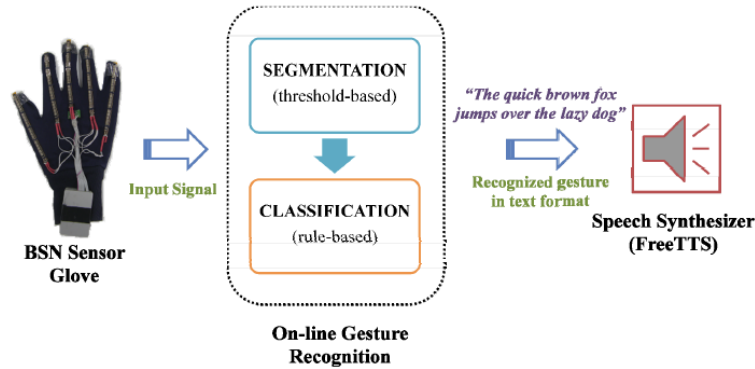 BSN Sensor
Glove
Input Signal
SEGMENTATION
(threshold-based)
CLASSIFICATION
(rule-based)
On-line Gesture
Recognition
“The quick brown fox
jumps over the lazy dog”
Recognized gesture
in text format
Speech Synthesizer
(FreeTTS)